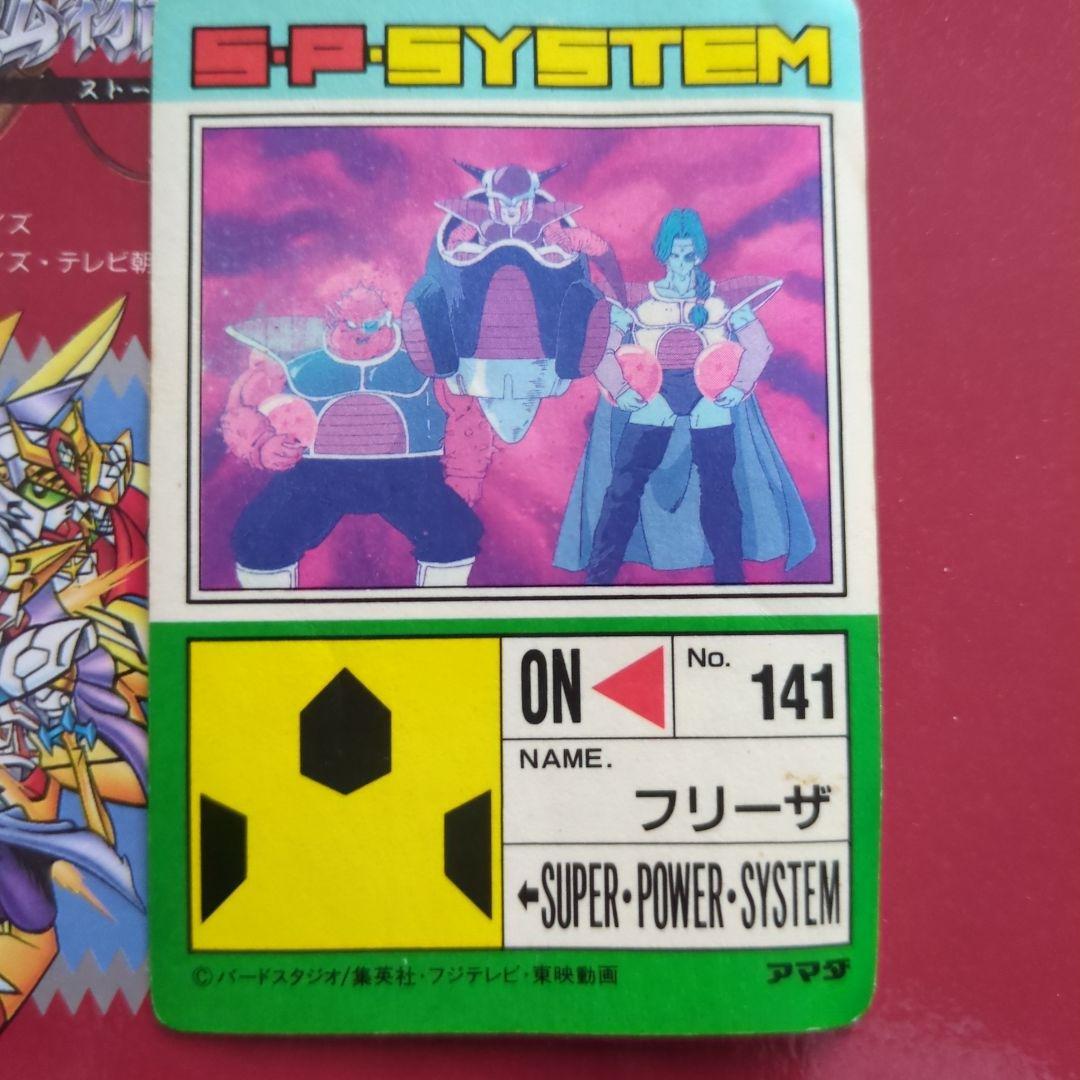 ストー
S・P・SYSTEM
イズ
イズ・テレビ朝
ON
No.
141
NAME.
フリーザ
←SUPER・POWER・SYSTEM
©バードスタジオ/集英社・フジテレビ・東映動画
アマダ